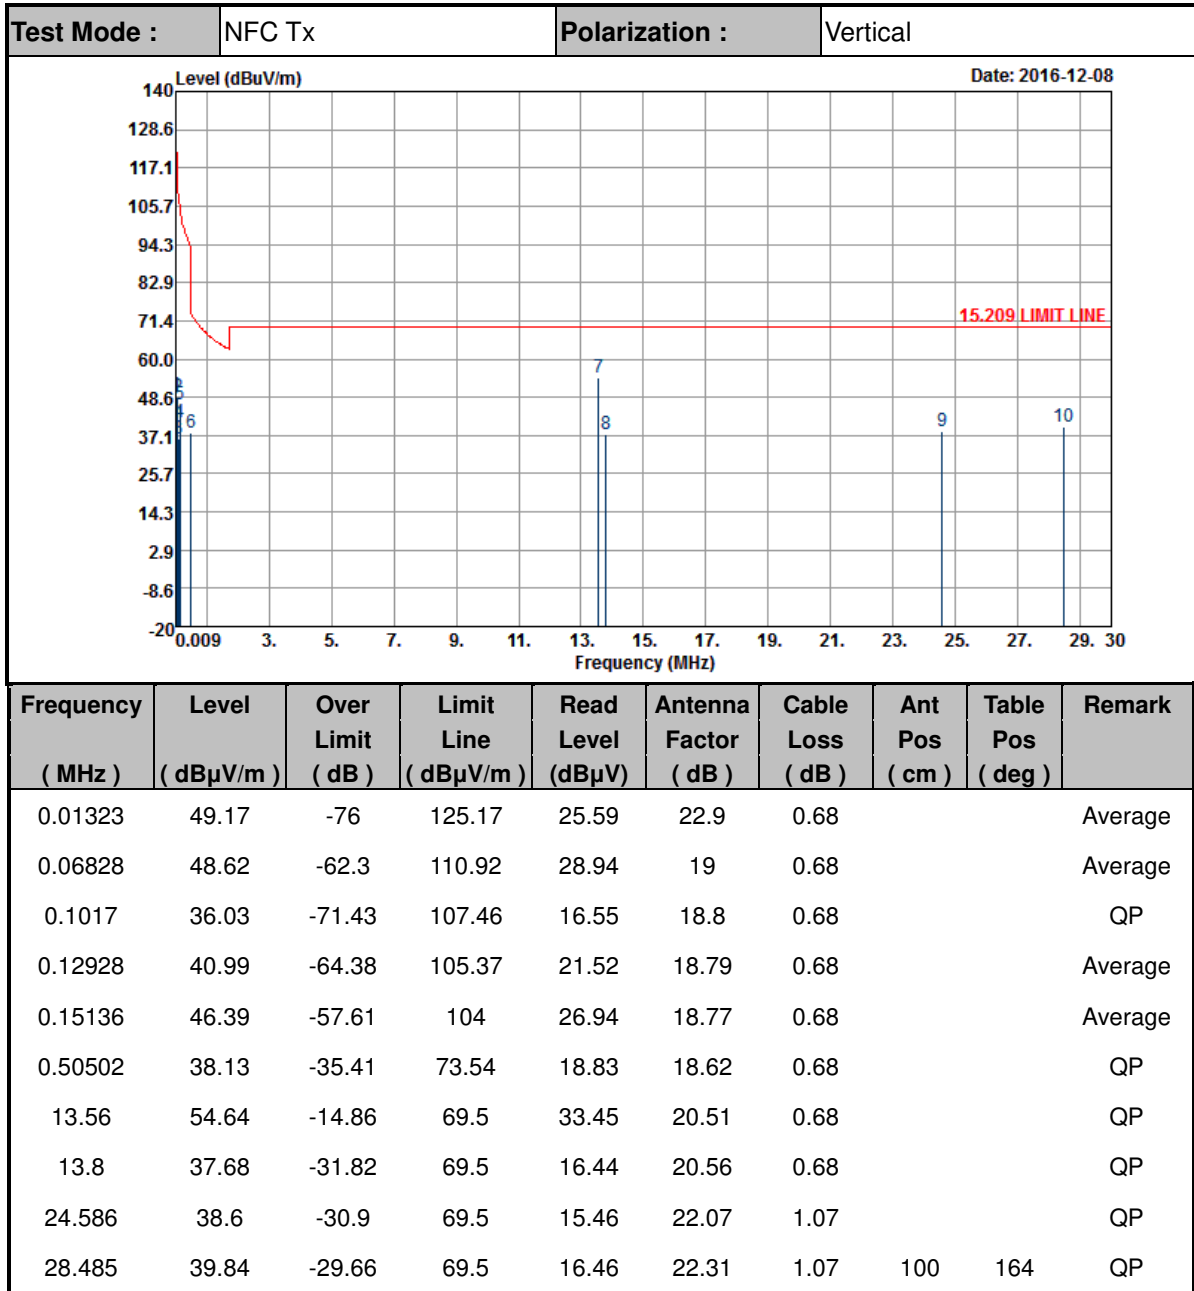 Test Mode : NFC Tx Polarization : Vertical
Level (dBuV/m) Date: 2016-12-08
140
128.6
117.1
105.7
94.3
82.9
71.4
15.209 LIMIT LINE
60.0
7
48.6
6 8 9 10
37.1
25.7
14.3
2.9
-8.6
-20
0.009 3. 5. 7. 9. 11. 13. 15. 17. 19. 21. 23. 25. 27. 29. 30
Frequency (MHz)
Frequency Level Over Limit Read Antenna Cable Ant Table Remark
Limit Line Level Factor Loss Pos Pos
( MHz ) ( dBµV/m ) ( dB ) ( dBµV/m ) (dBµV) ( dB ) ( dB ) ( cm ) ( deg )
0.01323 49.17 -76 125.17 25.59 22.9 0.68 Average
0.06828 48.62 -62.3 110.92 28.94 19 0.68 Average
0.1017 36.03 -71.43 107.46 16.55 18.8 0.68 QP
0.12928 40.99 -64.38 105.37 21.52 18.79 0.68 Average
0.15136 46.39 -57.61 104 26.94 18.77 0.68 Average
0.50502 38.13 -35.41 73.54 18.83 18.62 0.68 QP
13.56 54.64 -14.86 69.5 33.45 20.51 0.68 QP
13.8 37.68 -31.82 69.5 16.44 20.56 0.68 QP
24.586 38.6 -30.9 69.5 15.46 22.07 1.07 QP
28.485 39.84 -29.66 69.5 16.46 22.31 1.07 100 164 QP